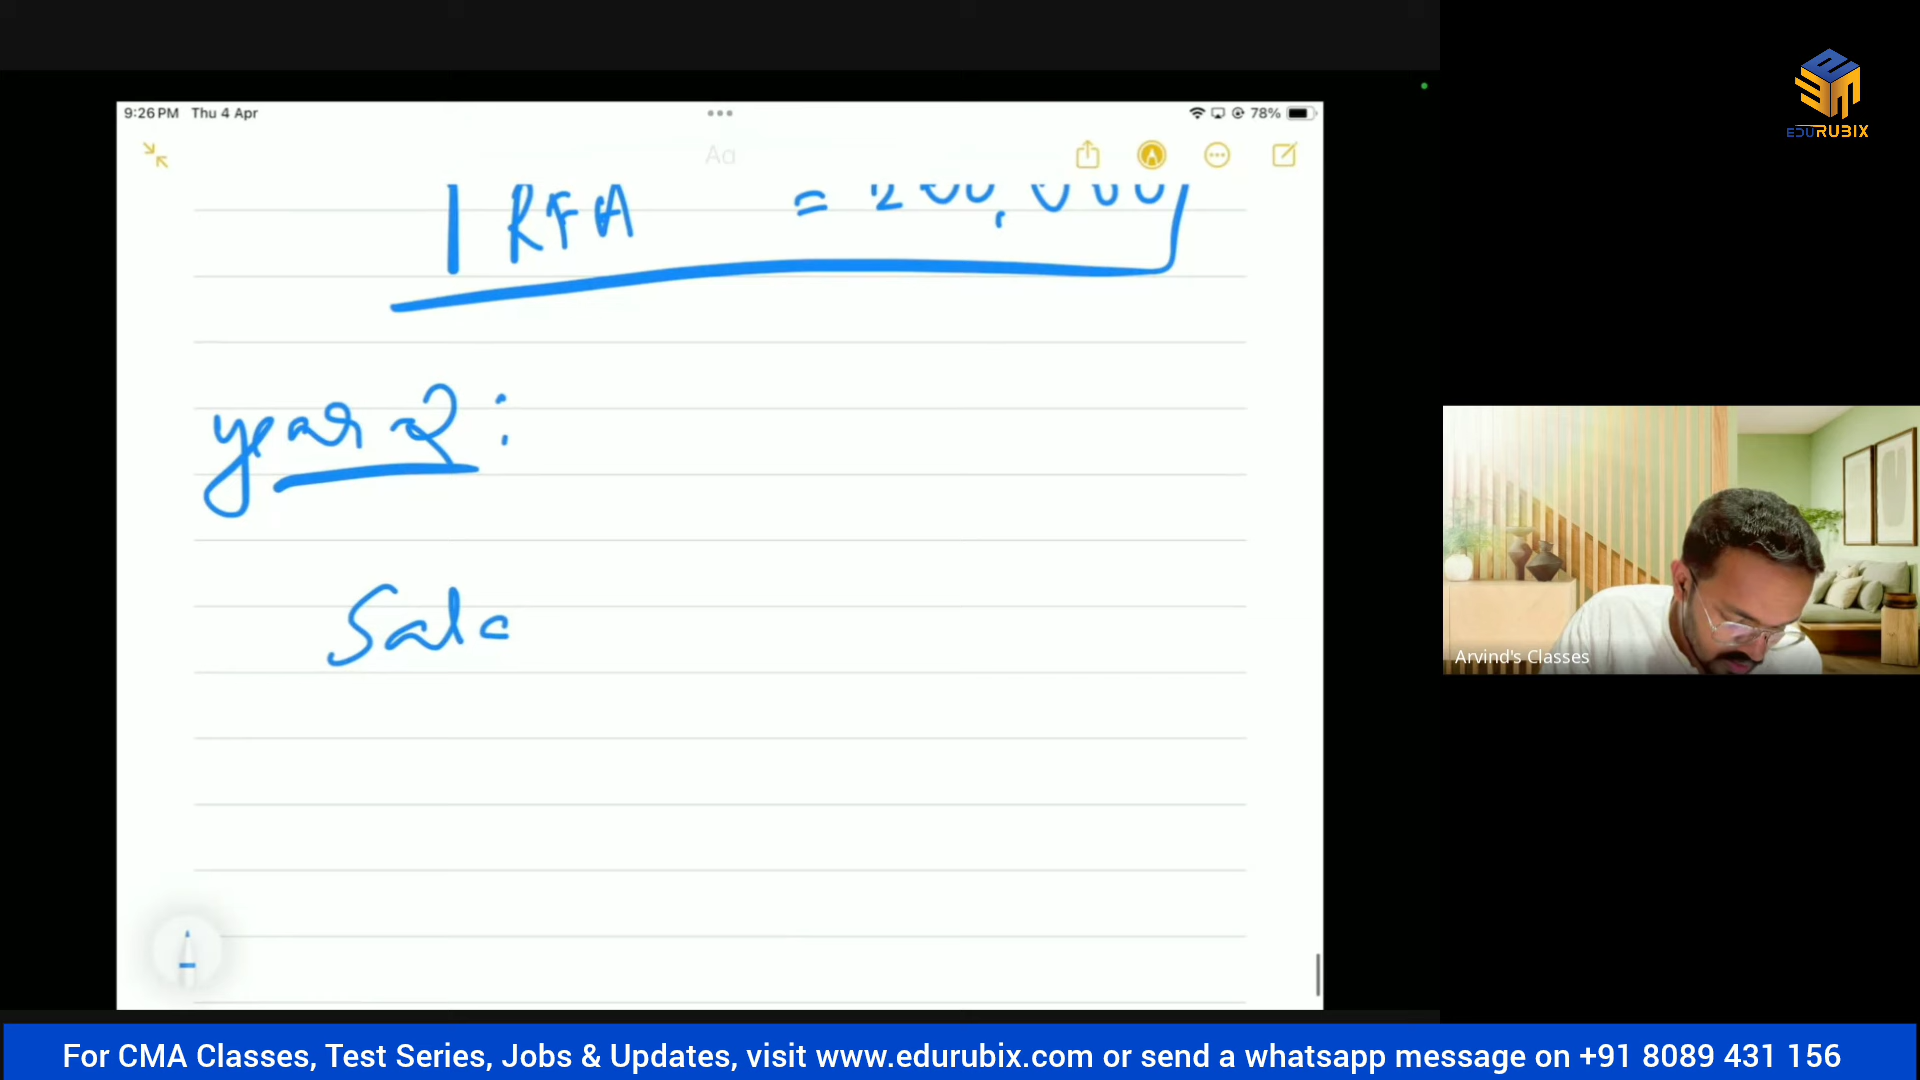 9:26 PM Thu 4 Apr
78%
Aa
RFA = 200,000
year 2 :
Sale
EDURUBIX
Arvind's Classes
For CMA Classes, Test Series, Jobs & Updates, visit www.edurubix.com or send a whatsapp message on +91 8089 431 156